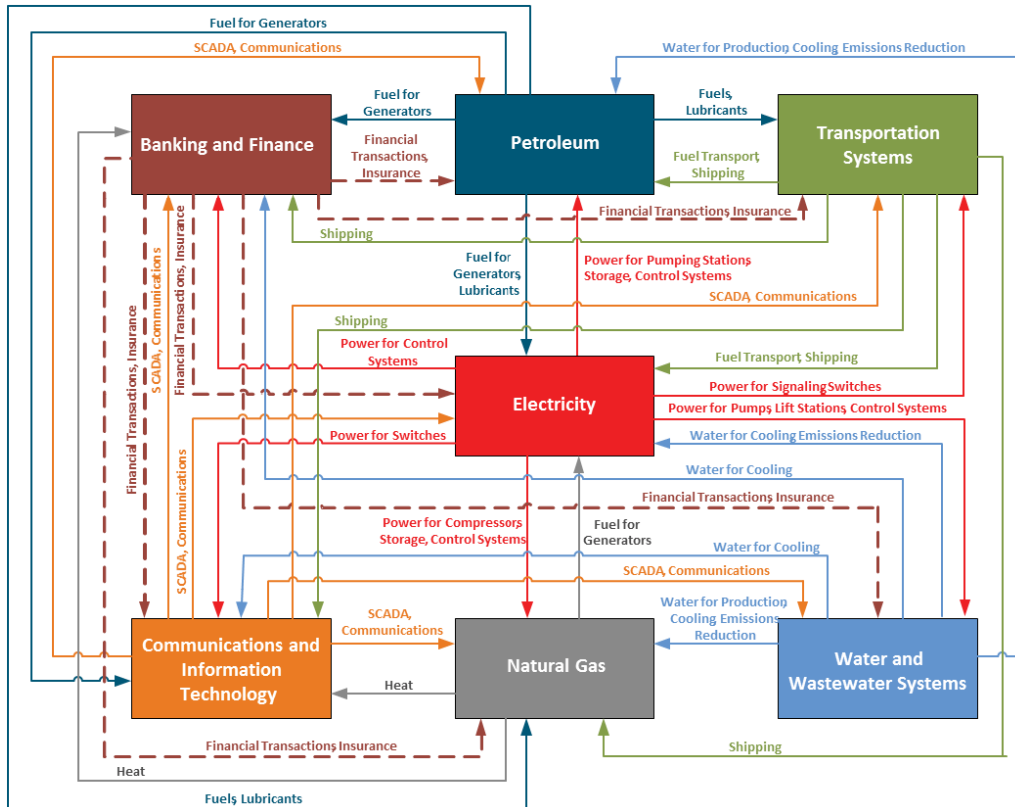 Fuel for Generators
SCADA, Communications
Water for Production, Cooling, Emissions Reduction
Fuel for
Generators
Fuels,
Lubricants
Banking and Finance
Financial
Transactions,
Insurance
Petroleum
Transportation
Systems
Fuel Transport,
Shipping
Financial Transactions, Insurance
Shipping
Fuel for
Generators,
Lubricants
Power for Pumping Stations,
Storage, Control Systems
SCADA, Communications
Financial Transactions, Insurance
SCADA, Communications
Financial Transactions, Insurance
Shipping
Power for Control
Systems
Fuel Transport, Shipping
Electricity
Power for Signaling Switches
Power for Pumps, Lift Stations, Control Systems
Power for Switches
Water for Cooling, Emissions Reduction
SCADA, Communications
Water for Cooling
Financial Transactions, Insurance
Power for Compressors,
Storage, Control Systems
Fuel for
Generators
Water for Cooling
SCADA, Communications
SCADA,
Communications
Water for Production,
Cooling, Emissions
Reduction
Communications and
Information
Technology
Natural Gas
Water and
Wastewater Systems
Heat
Financial Transactions, Insurance
Shipping
Heat
Fuels, Lubricants